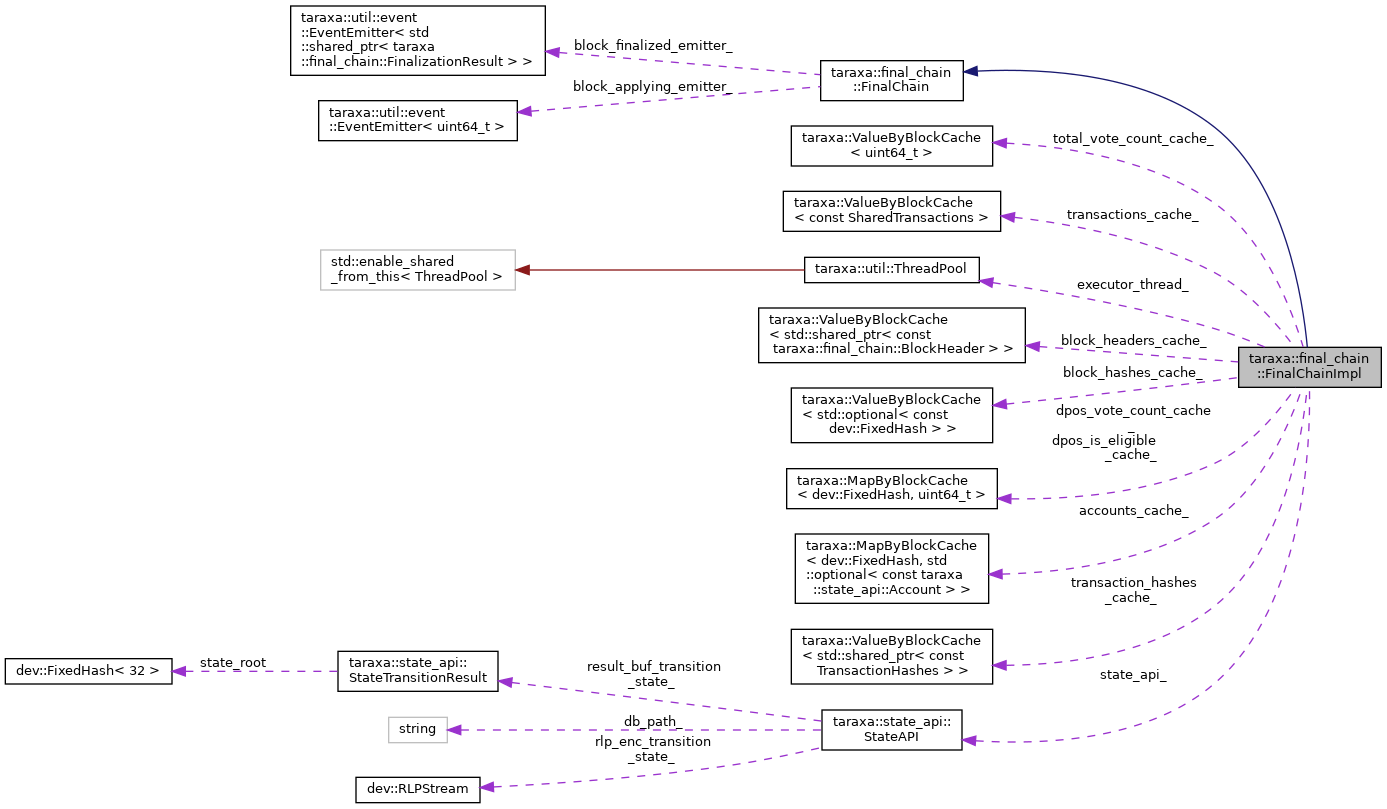 taraxa::util::event
::EventEmitter< std
::shared_ptr< taraxa
::final_chain::FinalizationResult > >
block_finalized_emitter_
taraxa::final_chain
::FinalChain
block_applying_emitter_
taraxa::util::event
::EventEmitter< uint64_t >
taraxa::ValueByBlockCache
< uint64_t >
total_vote_count_cache_
taraxa::ValueByBlockCache
< const SharedTransactions >
transactions_cache_
std::enable_shared
_from_this< ThreadPool >
taraxa::util::ThreadPool
executor_thread_
taraxa::ValueByBlockCache
< std::shared_ptr< const
taraxa::final_chain::BlockHeader > >
block_headers_cache_
taraxa::final_chain
::FinalChainImpl
block_hashes_cache_
taraxa::ValueByBlockCache
< std::optional< const
dev::FixedHash > >
dpos_vote_count_cache
_
dpos_is_eligible
_cache_
taraxa::MapByBlockCache
< dev::FixedHash, uint64_t >
accounts_cache_
taraxa::MapByBlockCache
< dev::FixedHash, std
::optional< const taraxa
::state_api::Account > >
transaction_hashes
_cache_
taraxa::ValueByBlockCache
< std::shared_ptr< const
TransactionHashes > >
state_api_
dev::FixedHash< 32 >
state_root
taraxa::state_api::
StateTransitionResult
result_buf_transition
_state_
string
db_path_
taraxa::state_api::
StateAPI
rlp_enc_transition
_state_
dev::RLPStream